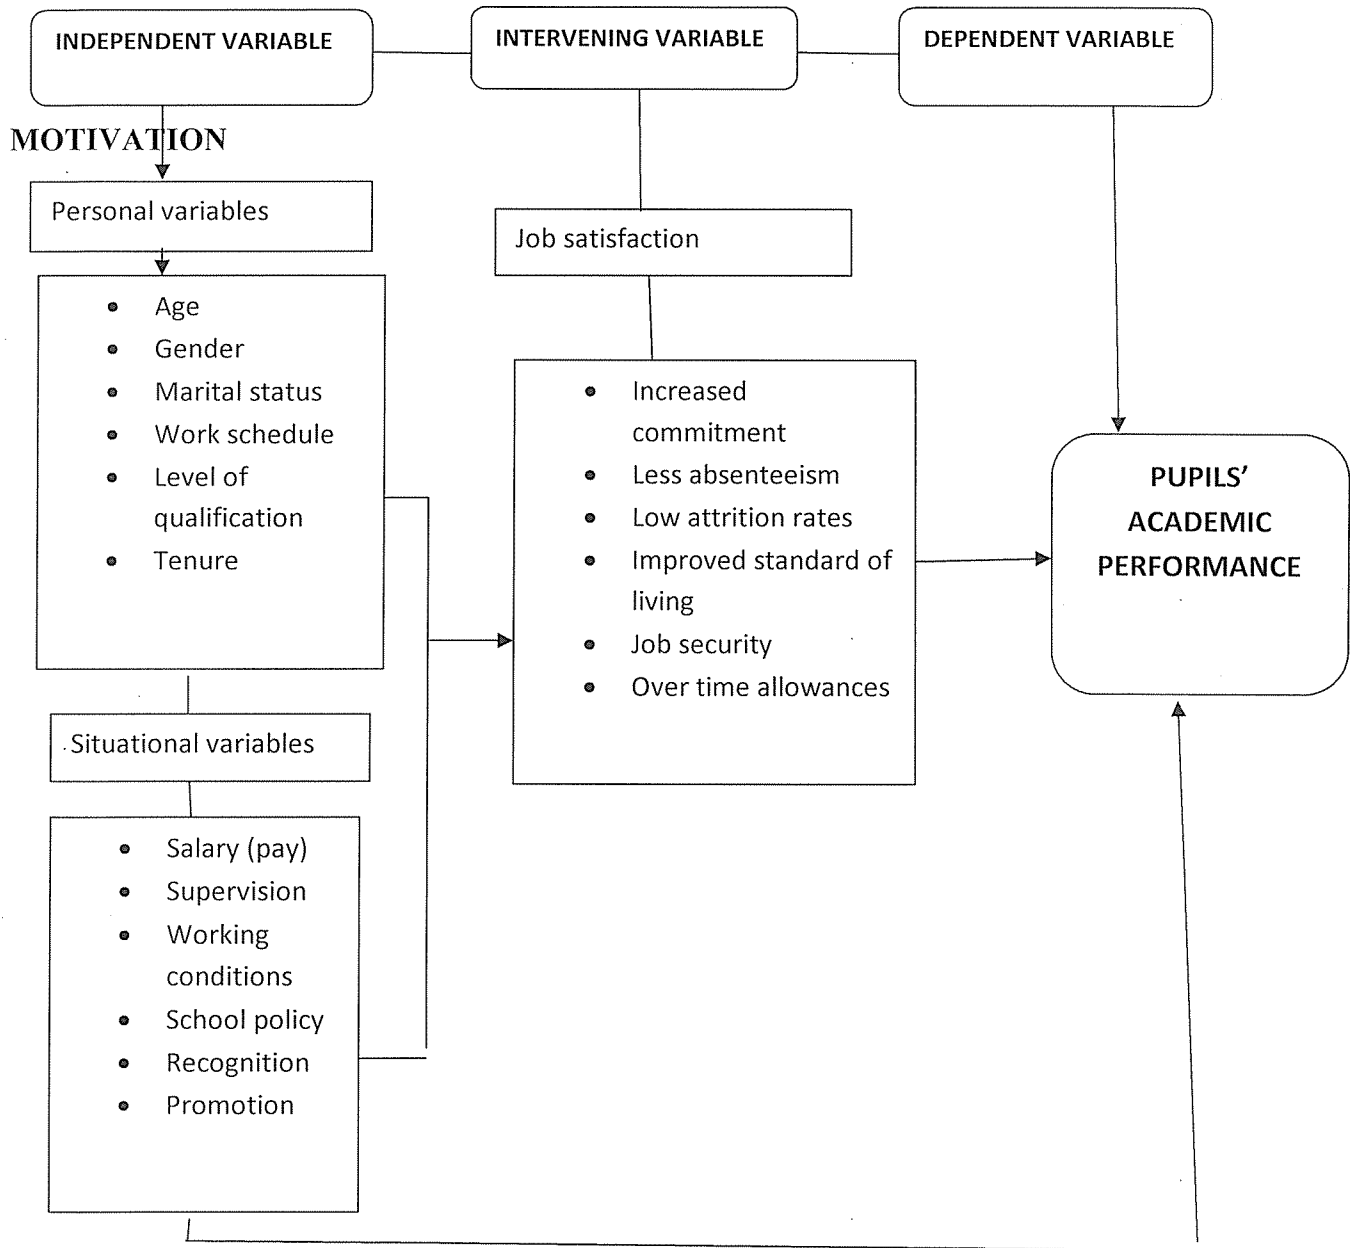 INDEPENDENT VARIABLE
INTERVENING VARIABLE
DEPENDENT VARIABLE
MOTIVATION
Personal variables
• Age
• Gender
• Marital status
• Work schedule
• Level of
qualification
• Tenure
Situational variables
• Salary (pay)
• Supervision
• Working
conditions
• School policy
• Recognition
• Promotion
Job satisfaction
• Increased
commitment
• Less absenteeism
• Low attrition rates
• Improved standard of
living
• Job security
• Over time allowances
PUPILS’
ACADEMIC
PERFORMANCE